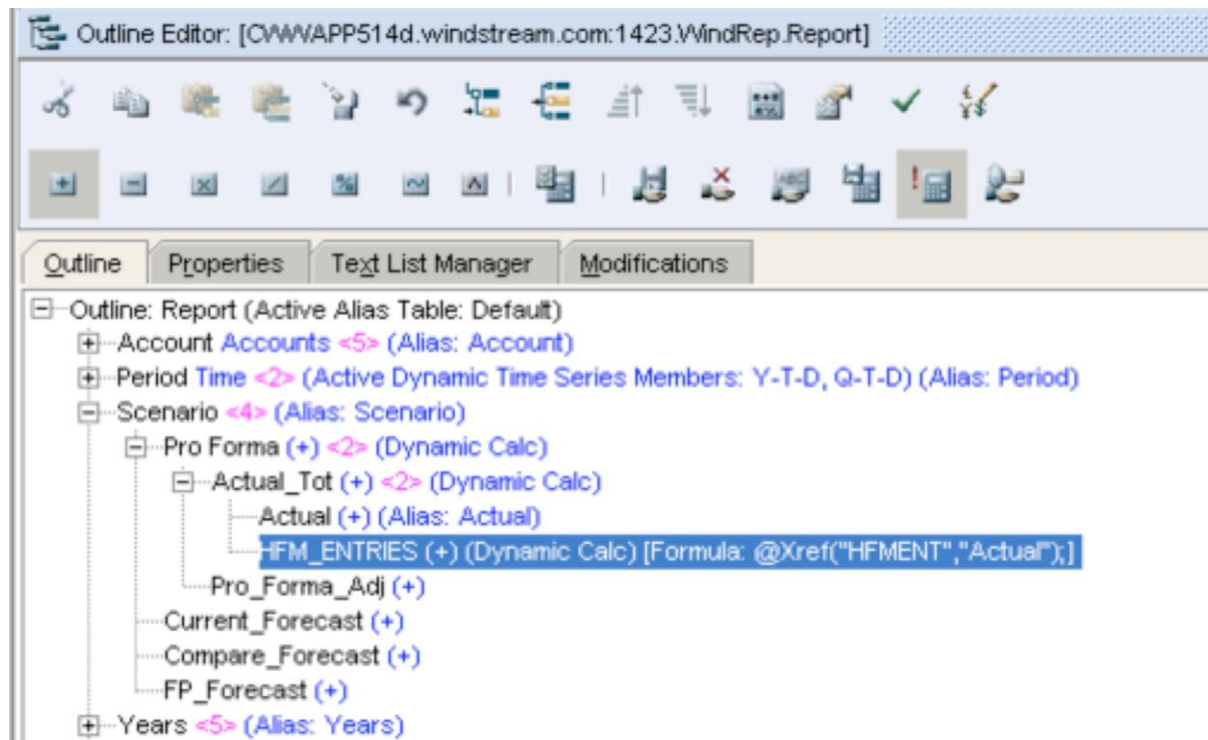 Outline Editor: [CWWAPP514d.windstream.com:1423.WindRep.Report]
Outline Properties Text List Manager Modifications
Outline: Report (Active Alias Table: Default)
Account Accounts <5> (Alias: Account)
Period Time <2> (Active Dynamic Time Series Members: Y-T-D, Q-T-D) (Alias: Period)
Scenario <4> (Alias: Scenario)
Pro Forma (+) <2> (Dynamic Calc)
Actual_Tot (+) <2> (Dynamic Calc)
Actual (+) (Alias: Actual)
HFM_ENTRIES (+) (Dynamic Calc) [Formula: @Xref("HFMENT","Actual");]
Pro_Forma_Adj (+)
Current_Forecast (+)
Compare_Forecast (+)
FP_Forecast (+)
Years <5> (Alias: Years)